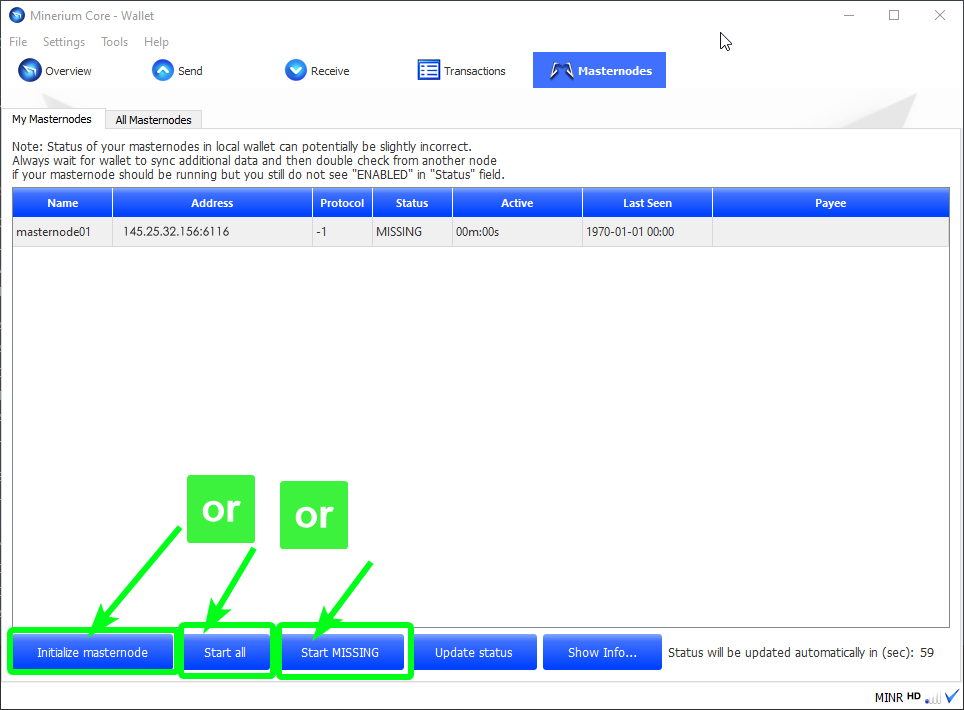 Minerium Core - Wallet
File Settings Tools Help
Overview Send Receive Transactions Masternodes
My Masternodes All Masternodes
Note: Status of your masternodes in local wallet can potentially be slightly incorrect.
Always wait for wallet to sync additional data and then double check from another node
if your masternode should be running but you still do not see "ENABLED" in "Status" field.
Name Address Protocol Status Active Last Seen Payee
masternode01 145.25.32.156:6116 -1 MISSING 00m:00s 1970-01-01 00:00
or or
Initialize masternode Start all Start MISSING Update status Show Info... Status will be updated automatically in (sec): 59
MINR HD